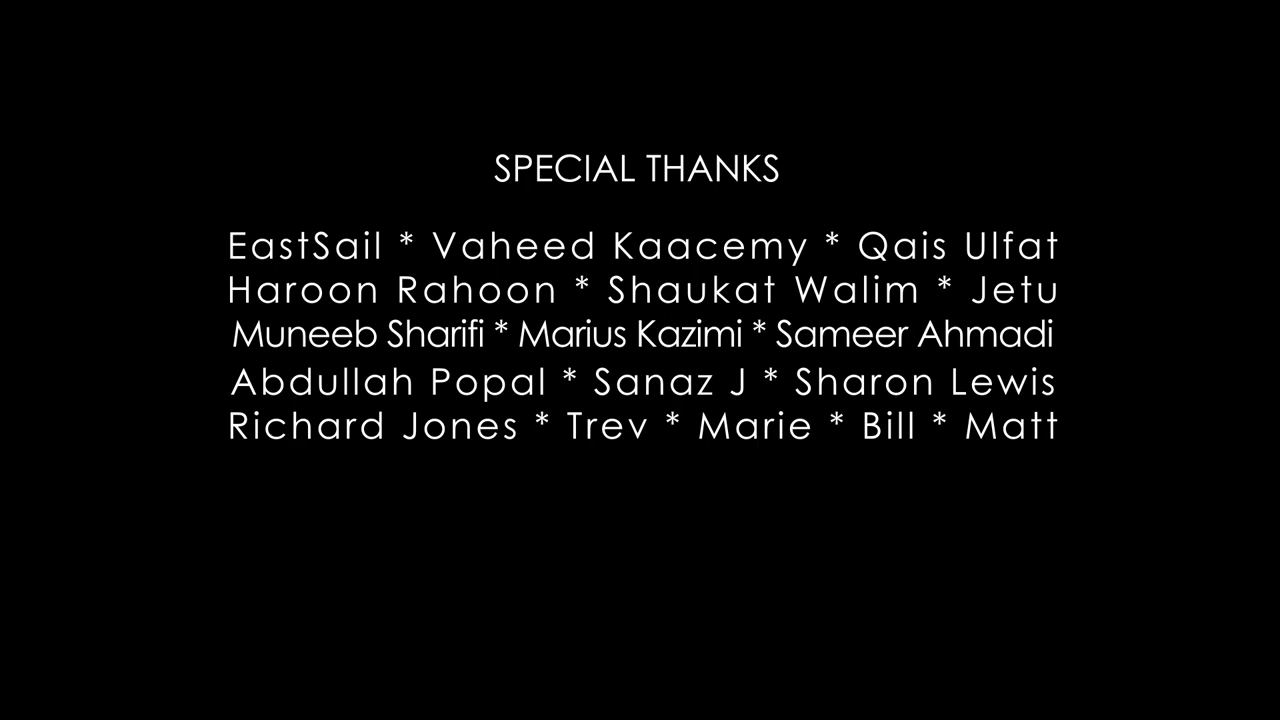 SPECIAL THANKS
EastSail * Vaheed Kaacemy * Qais Ulfat
Haroon Rahoon * Shaukat Walim * Jetu
Muneeb Sharifi * Marius Kazimi * Sameer Ahmadi
Abdullah Popal * Sanaz J * Sharon Lewis
Richard Jones * Trev * Marie * Bill * Matt